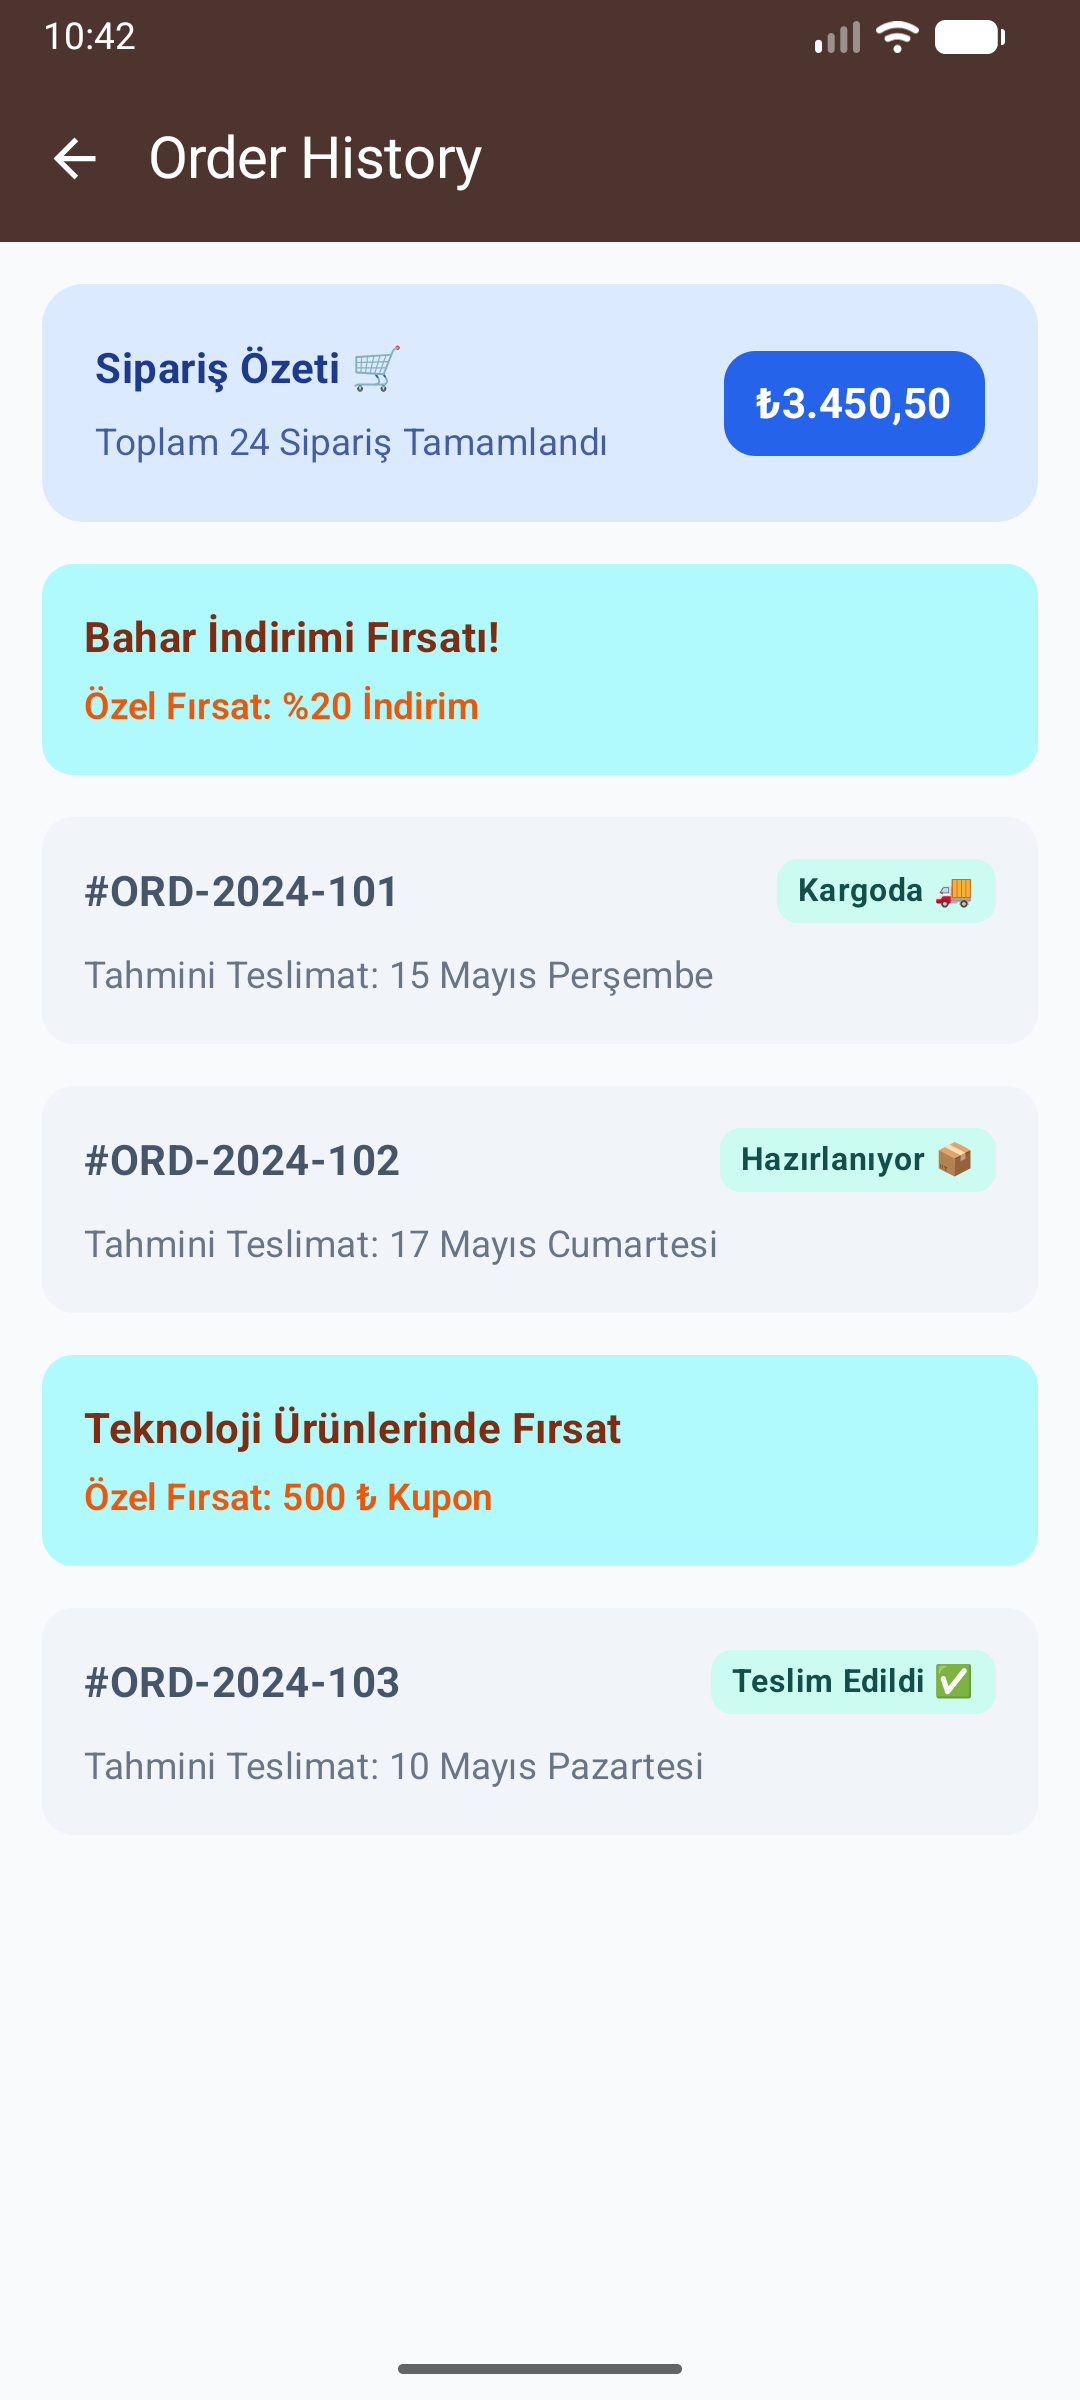 10:42
Order History
Sipariş Özeti 🛒
Toplam 24 Sipariş Tamamlandı
₺3.450,50
Bahar İndirimi Fırsatı!
Özel Fırsat: %20 İndirim
#ORD-2024-101
Kargoda 🚚
Tahmini Teslimat: 15 Mayıs Perşembe
#ORD-2024-102
Hazırlanıyor 📦
Tahmini Teslimat: 17 Mayıs Cumartesi
Teknoloji Ürünlerinde Fırsat
Özel Fırsat: 500 ₺ Kupon
#ORD-2024-103
Teslim Edildi ✅
Tahmini Teslimat: 10 Mayıs Pazartesi